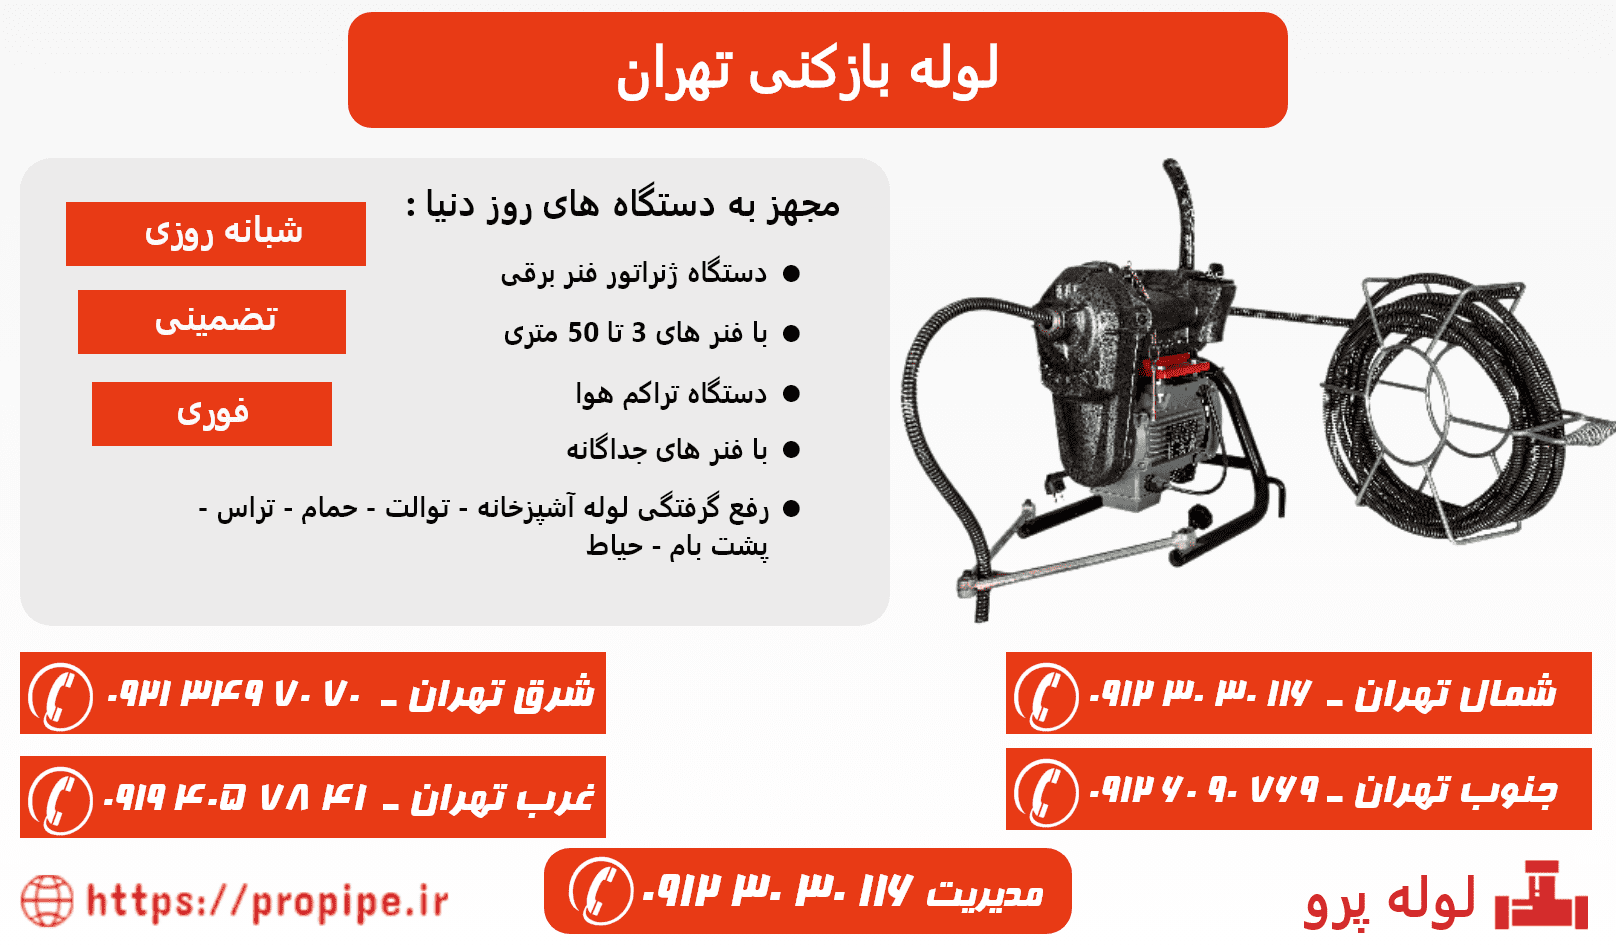 لوله بازکنی تهران
مجهز به دستگاه های روز دنیا :
دستگاه ژنراتور فنر برقی
با فنر های 3 تا 50 متری
دستگاه تراکم هوا
با فنر های جداگانه
رفع گرفتگی لوله آشپزخانه - توالت - حمام - تراس -
پشت بام - حیاط
شبانه روزی
تضمینی
فوری
شمال تهران ـ ۰۹۱۲ ۳۰ ۳۰ ۱۱۶
جنوب تهران ـ ۰۹۱۲ ۶۰ ۹۰ ۷۶۹
شرق تهران ـ ۰۹۲۱ ۳۴۹ ۷۰ ۷۰
غرب تهران ـ ۰۹۱۹ ۴۰۵ ۷۸ ۴۱
مدیریت ۰۹۱۲ ۳۰ ۳۰ ۱۱۶
لوله پرو
https://propipe.ir